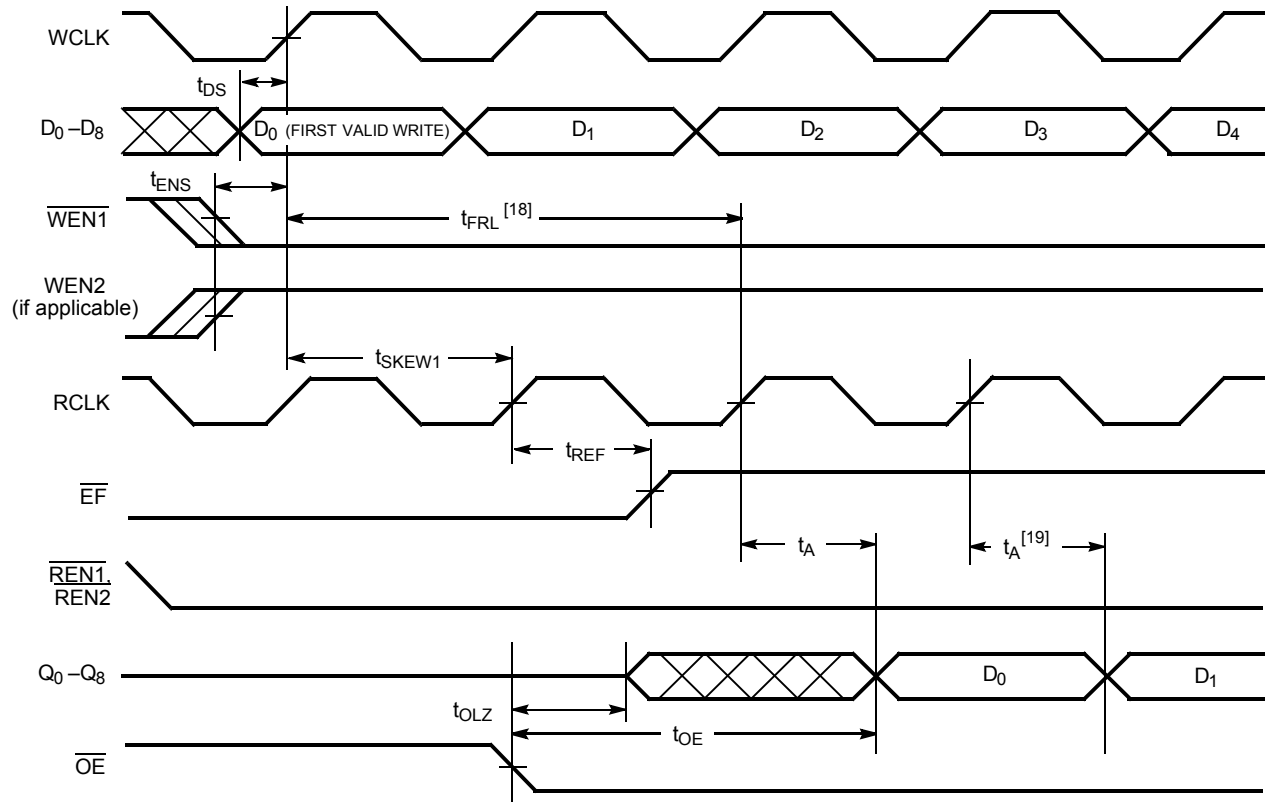 WCLK
tDS
D0 –D8
D0 (FIRST VALID WRITE)
D1
D2
D3
D4
tENS
WEN1
tFRL [18]
WEN2
(if applicable)
tSKEW1
RCLK
tREF
EF
tA
tA[19]
REN1,
REN2
Q0 –Q8
D0
D1
tOLZ
tOE
OE